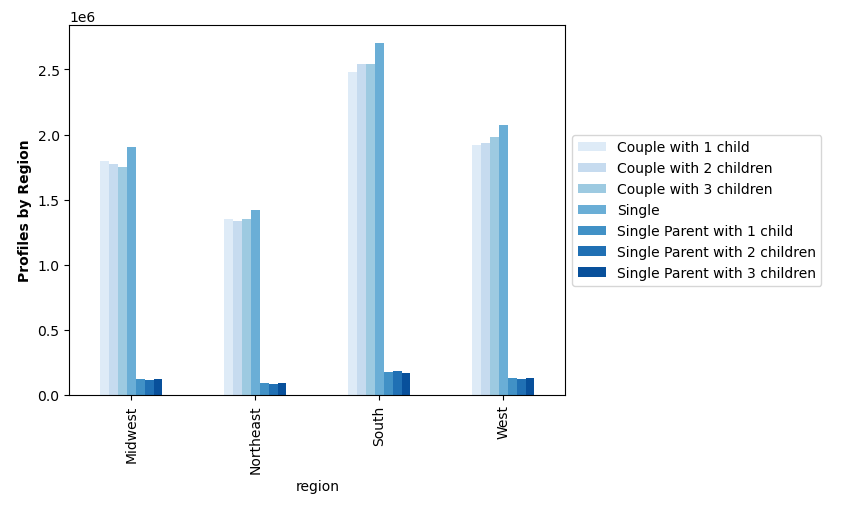 1e6
2.5
2.0
1.5
1.0
0.5
0.0
Profiles by Region
Midwest
Northeast
South
West
region
Couple with 1 child
Couple with 2 children
Couple with 3 children
Single
Single Parent with 1 child
Single Parent with 2 children
Single Parent with 3 children